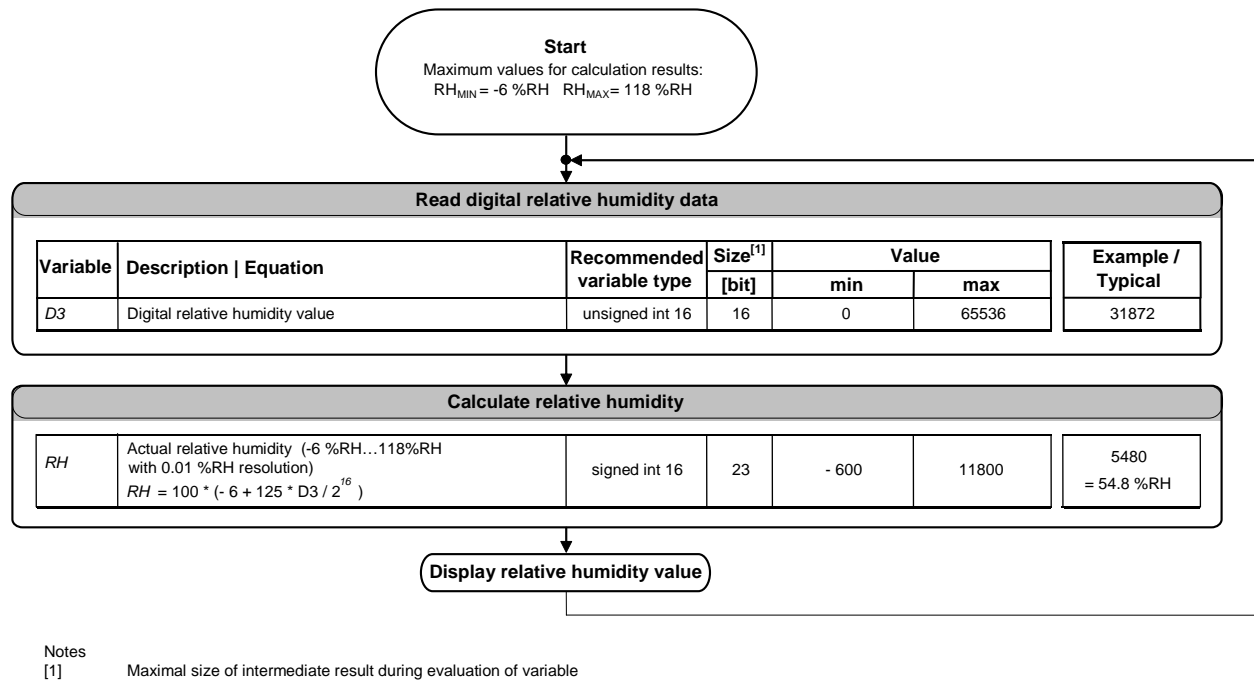 Start
Maximum values for calculation results:
RHMIN = -6 %RH RHMAX= 118 %RH
Read digital relative humidity data
Variable Description | Equation Recommended variable type Size[1] [bit] Value min max Example / Typical
D3 Digital relative humidity value unsigned int 16 16 0 65536 31872
Calculate relative humidity
RH Actual relative humidity (-6 %RH…118%RH
with 0.01 %RH resolution) signed int 16 23 - 600 11800 5480
RH = 100 * (- 6 + 125 * D3 / 2^16 ) = 54.8 %RH
Display relative humidity value
Notes
[1] Maximal size of intermediate result during evaluation of variable